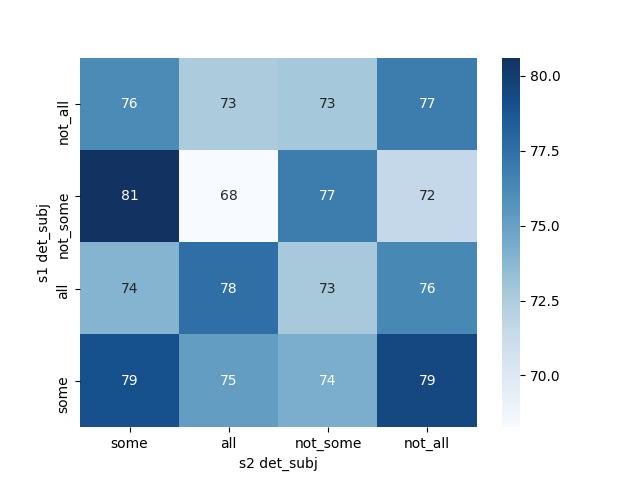 s1 det_subj
not_all
76 73 73 77
not_some
81 68 77 72
all
74 78 73 76
some
79 75 74 79
some all not_some not_all
s2 det_subj
80.0
77.5
75.0
72.5
70.0